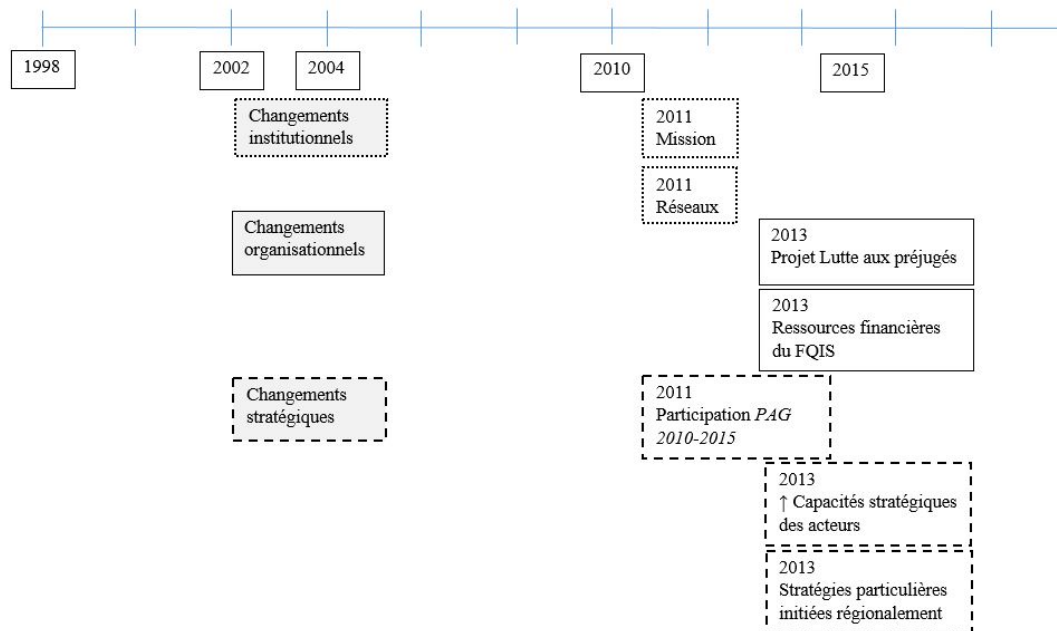 1998
2002
2004
2010
2015
Changements
institutionnels
2011
Mission
2011
Réseaux
Changements
organisationnels
2013
Projet Lutte aux préjugés
2013
Ressources financières
du FQIS
Changements
stratégiques
2011
Participation PAG
2010-2015
2013
↑ Capacités stratégiques
des acteurs
2013
Stratégies particulières
initiées régionalement